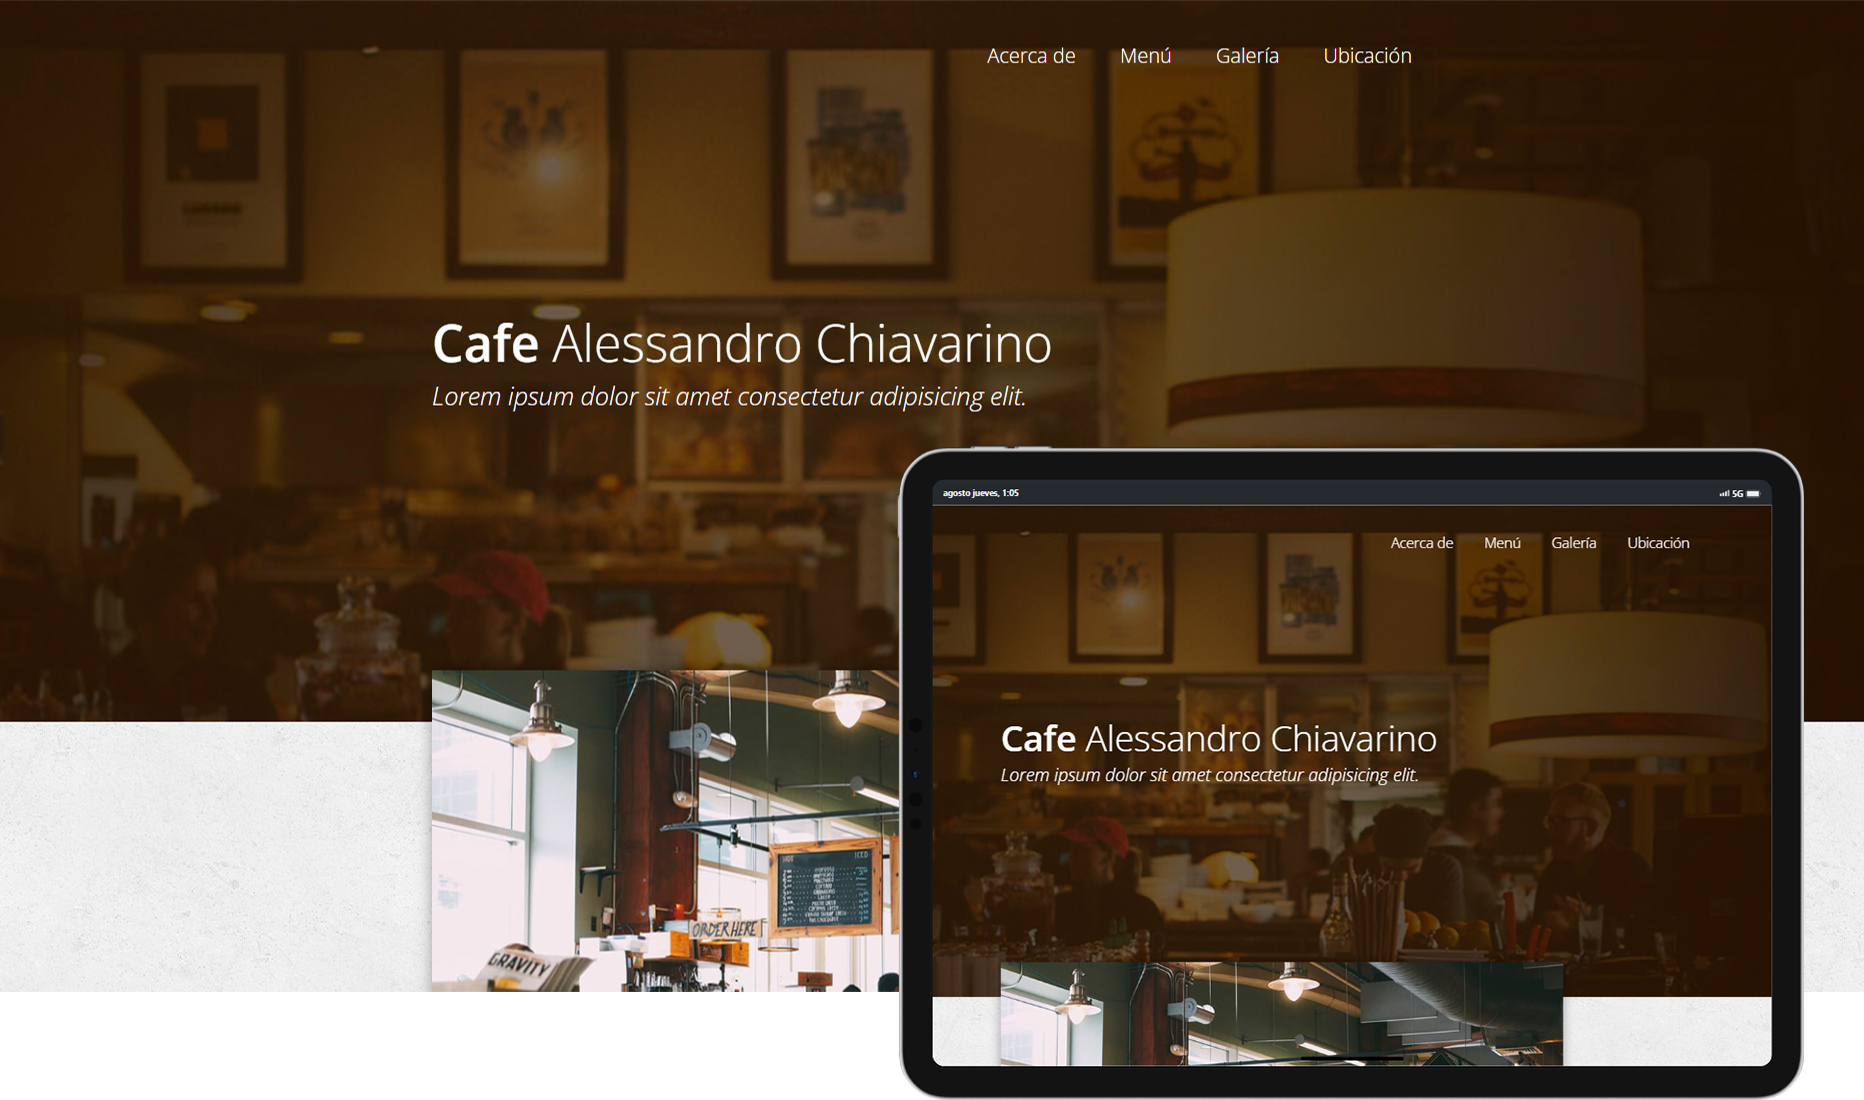 Acerca de Menú Galería Ubicación
Cafe Alessandro Chiavarino
Lorem ipsum dolor sit amet consectetur adipisicing elit.
HOT ICED
ORDER HERE
GRAVITY
agosto jueves, 1:05 5G
Acerca de Menú Galería Ubicación
Cafe Alessandro Chiavarino
Lorem ipsum dolor sit amet consectetur adipisicing elit.